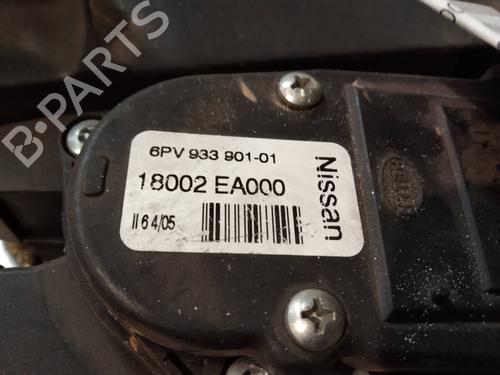 B-PARTS
6PV 933 901-01
18002 EA000
II 6 4/05
Nissan